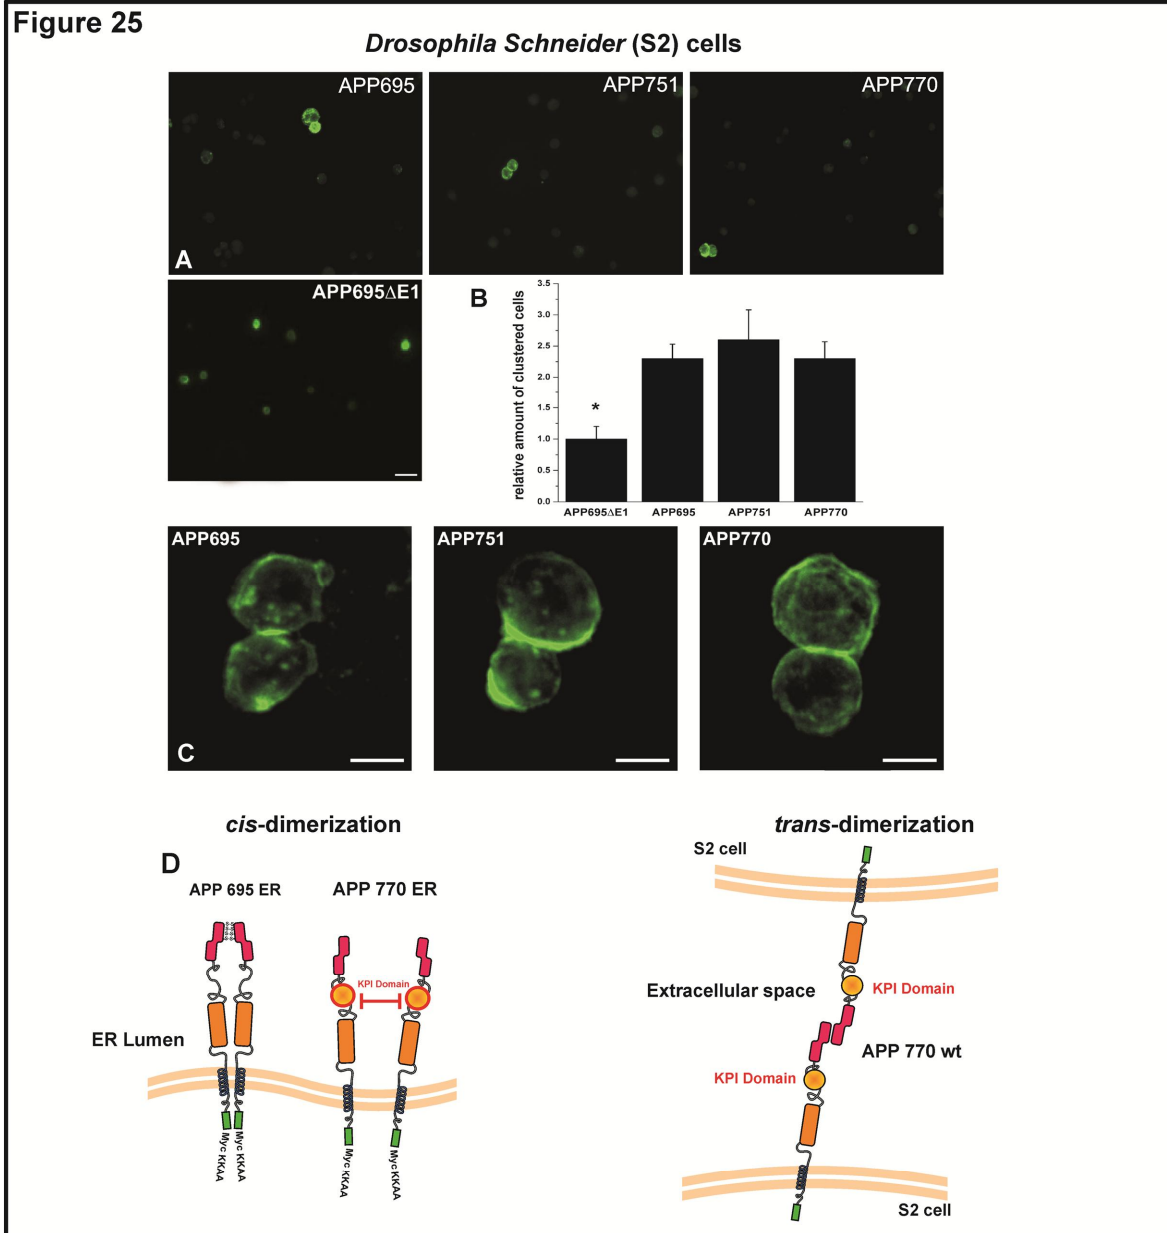 Figure 25
Drosophila Schneider (S2) cells
APP695
APP751
APP770
A
APP695ΔE1
B
relative amount of clustered cells
3.5
3.0
2.5
2.0
1.5
1.0
0.5
0.0
*
APP695ΔE1
APP695
APP751
APP770
APP695
APP751
APP770
C
cis-dimerization
trans-dimerization
D
S2 cell
APP 695 ER
APP 770 ER
KPI Domain
Extracellular space
KPI Domain
ER Lumen
APP 770 wt
KPI Domain
Myc KKAA
Myc KKAA
Myc KKAA
Myc KKAA
S2 cell